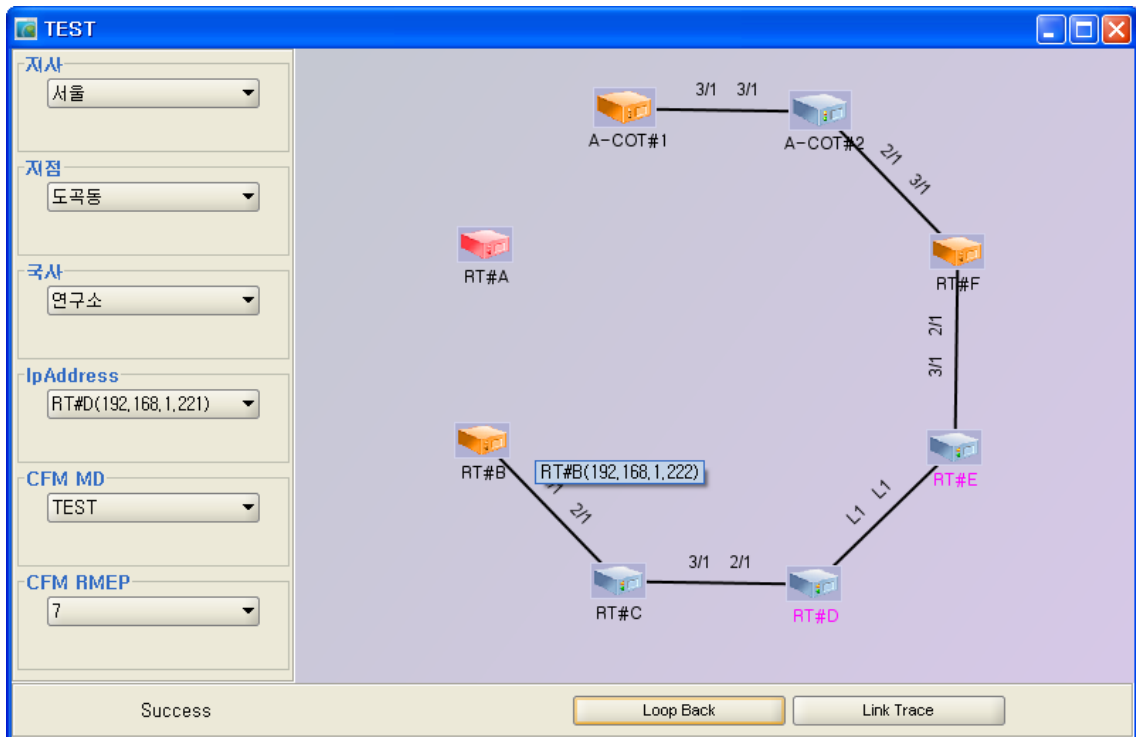 TEST
지사
서울
지점
도곡동
국사
연구소
IpAddress
RT#D(192,168,1,221)
CFM MD
TEST
CFM RMEP
7
3/1 3/1
A-COT#1
A-COT#2
2/1 3/1
RT#A
RT#F
2/1
3/1
RT#B
RT#B(192,168,1,222)
2/1
RT#E
L1 L1
3/1 2/1
RT#C
RT#D
Success
Loop Back
Link Trace